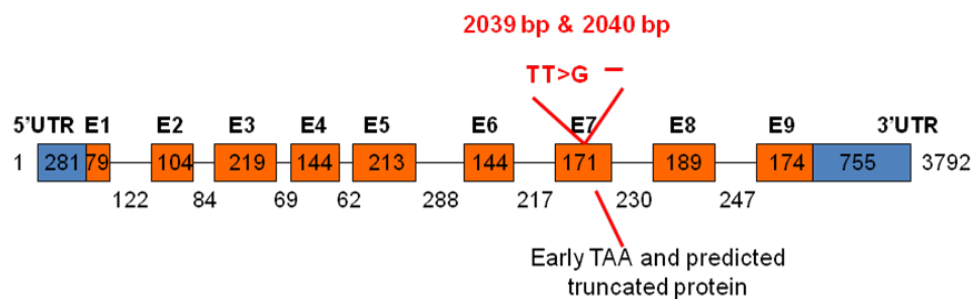 2039 bp & 2040 bp
TT>G –
5'UTR E1 E2 E3 E4 E5 E6 E7 E8 E9 3'UTR
1 281 79 104 219 144 213 144 171 189 174 755 3792
122 84 69 62 288 217 230 247
Early TAA and predicted
truncated protein